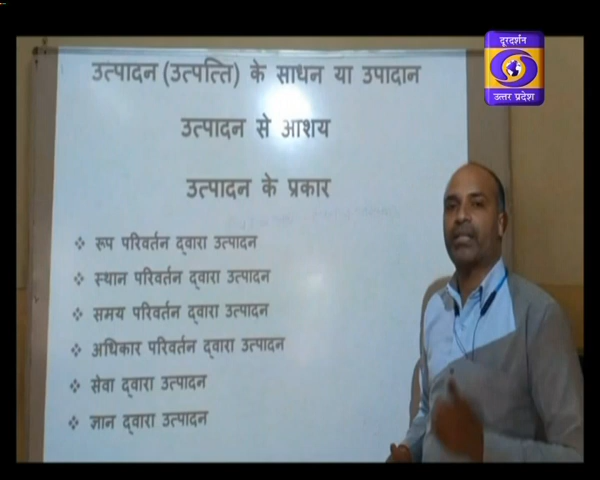 दूरदर्शन
उत्तर प्रदेश
उत्पादन (उत्पत्ति) के साधन या उपादान
उत्पादन से आशय
उत्पादन के प्रकार
❖ रूप परिवर्तन द्वारा उत्पादन
❖ स्थान परिवर्तन द्वारा उत्पादन
❖ समय परिवर्तन द्वारा उत्पादन
❖ अधिकार परिवर्तन द्वारा उत्पादन
❖ सेवा द्वारा उत्पादन
❖ ज्ञान द्वारा उत्पादन